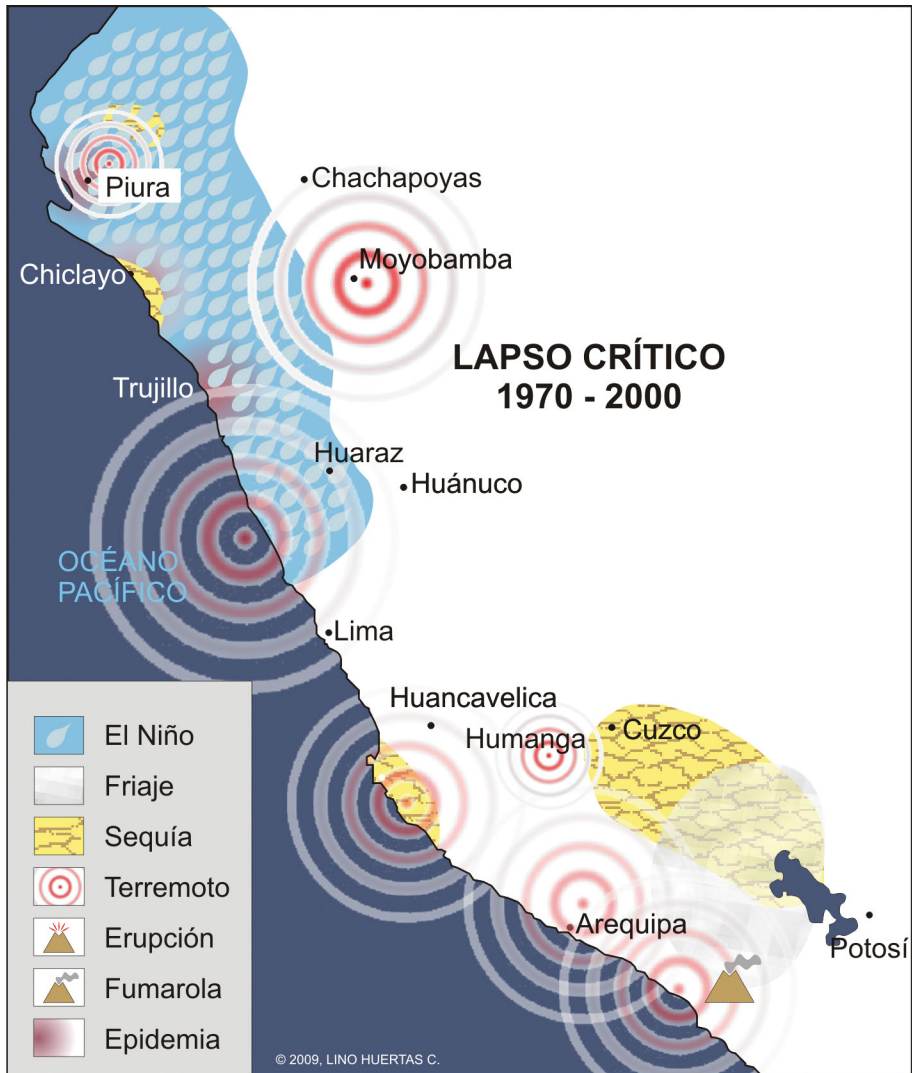 Piura
Chachapoyas
Moyobamba
Chiclayo
LAPSO CRÍTICO
1970 - 2000
Trujillo
Huaraz
Huánuco
OCÉANO
PACÍFICO
Lima
Huancavelica
Humanga
Cuzco
Arequipa
Potosí
El Niño
Friaje
Sequía
Terremoto
Erupción
Fumarola
Epidemia
© 2009, LINO HUERTAS C.